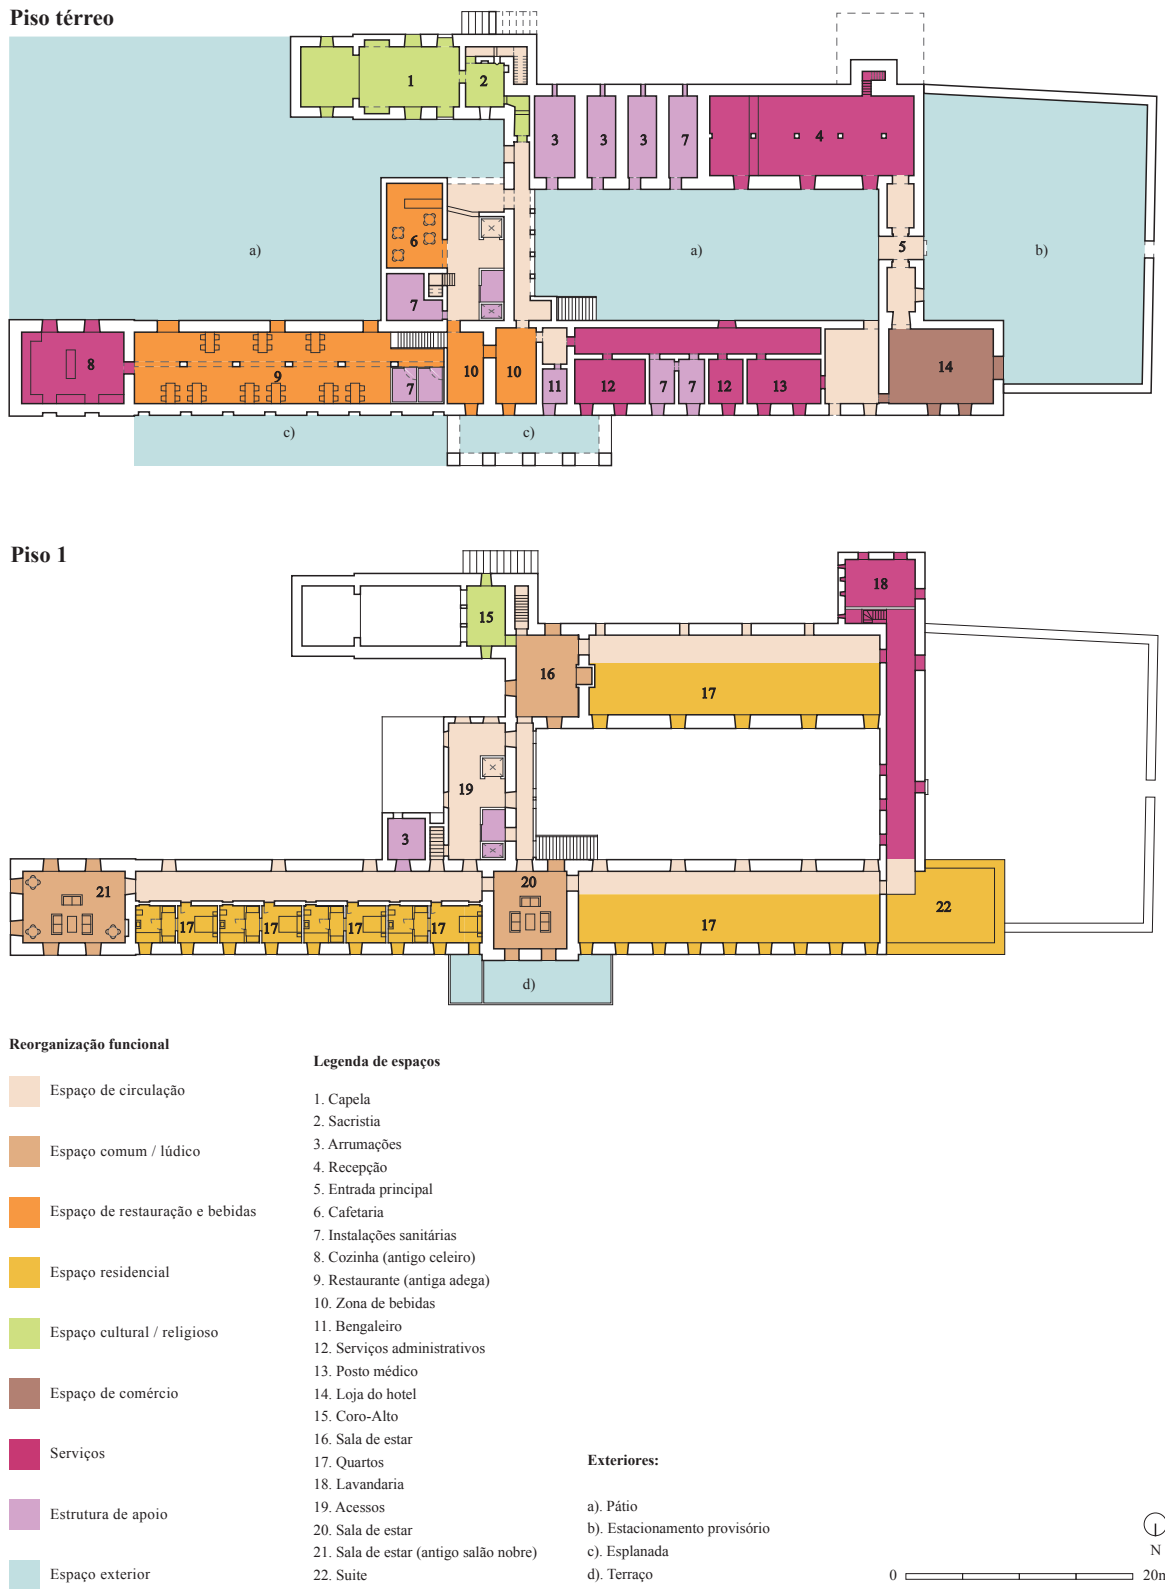 Piso térreo
1
2
3
3
3
7
4
6
a)
a)
5
b)
7
8
9
7
10
10
11
12
7
7
12
13
14
c)
c)
Piso 1
18
15
16
17
19
3
21
20
17
17
17
17
17
22
d)
Reorganização funcional
Espaço de circulação
Espaço comum / lúdico
Espaço de restauração e bebidas
Espaço residencial
Espaço cultural / religioso
Espaço de comércio
Serviços
Estrutura de apoio
Espaço exterior
Legenda de espaços
1. Capela
2. Sacristia
3. Arrumações
4. Recepção
5. Entrada principal
6. Cafetaria
7. Instalações sanitárias
8. Cozinha (antigo celeiro)
9. Restaurante (antiga adega)
10. Zona de bebidas
11. Bengaleiro
12. Serviços administrativos
13. Posto médico
14. Loja do hotel
15. Coro-Alto
16. Sala de estar
17. Quartos
18. Lavandaria
19. Acessos
20. Sala de estar
21. Sala de estar (antigo salão nobre)
22. Suite
Exteriores:
a). Pátio
b). Estacionamento provisório
c). Esplanada
d). Terraço
N
0 20m